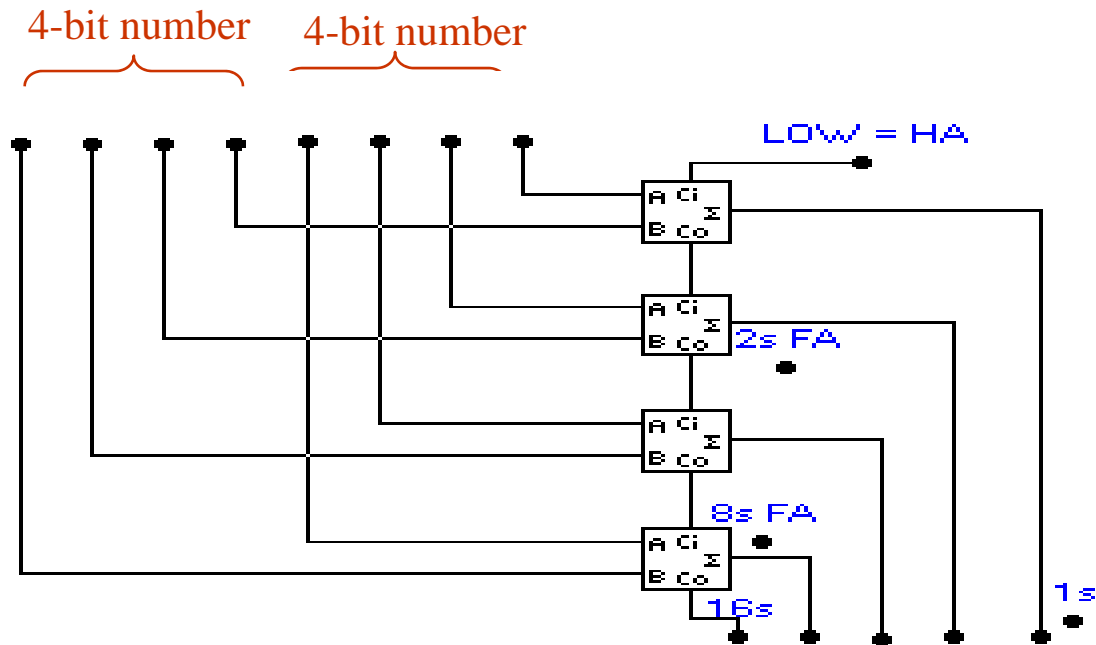 4-bit number
4-bit number
LOW = HA
A Ci
Σ
B Co
A Ci
Σ
B Co
2s FA
A Ci
Σ
B Co
8s FA
A Ci
Σ
B Co
16s
1s